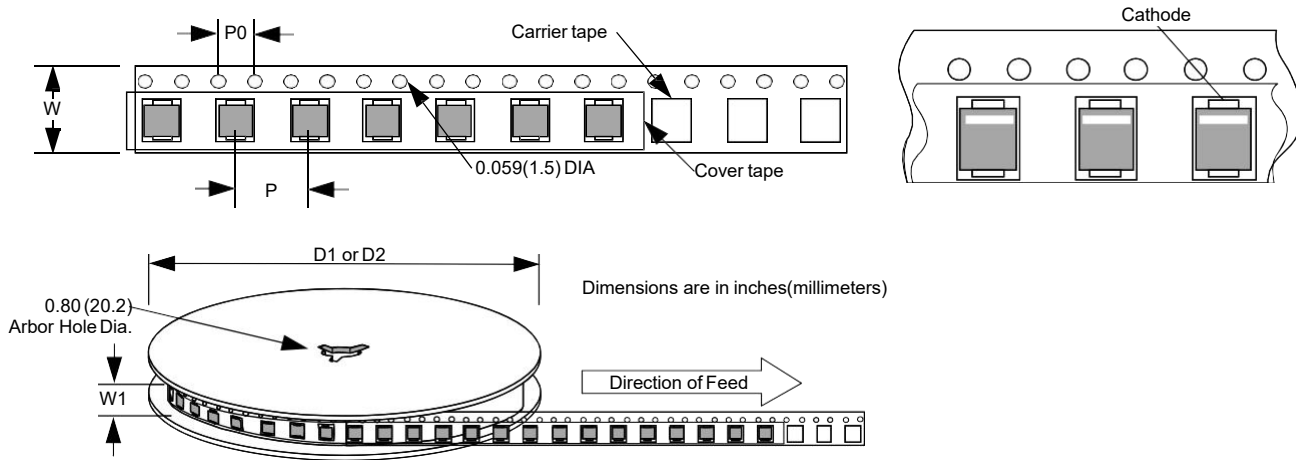 P0
Carrier tape
Cathode
W
0.059(1.5) DIA
Cover tape
P
D1 or D2
Dimensions are in inches(millimeters)
0.80 (20.2)
Arbor Hole Dia.
Direction of Feed
W1